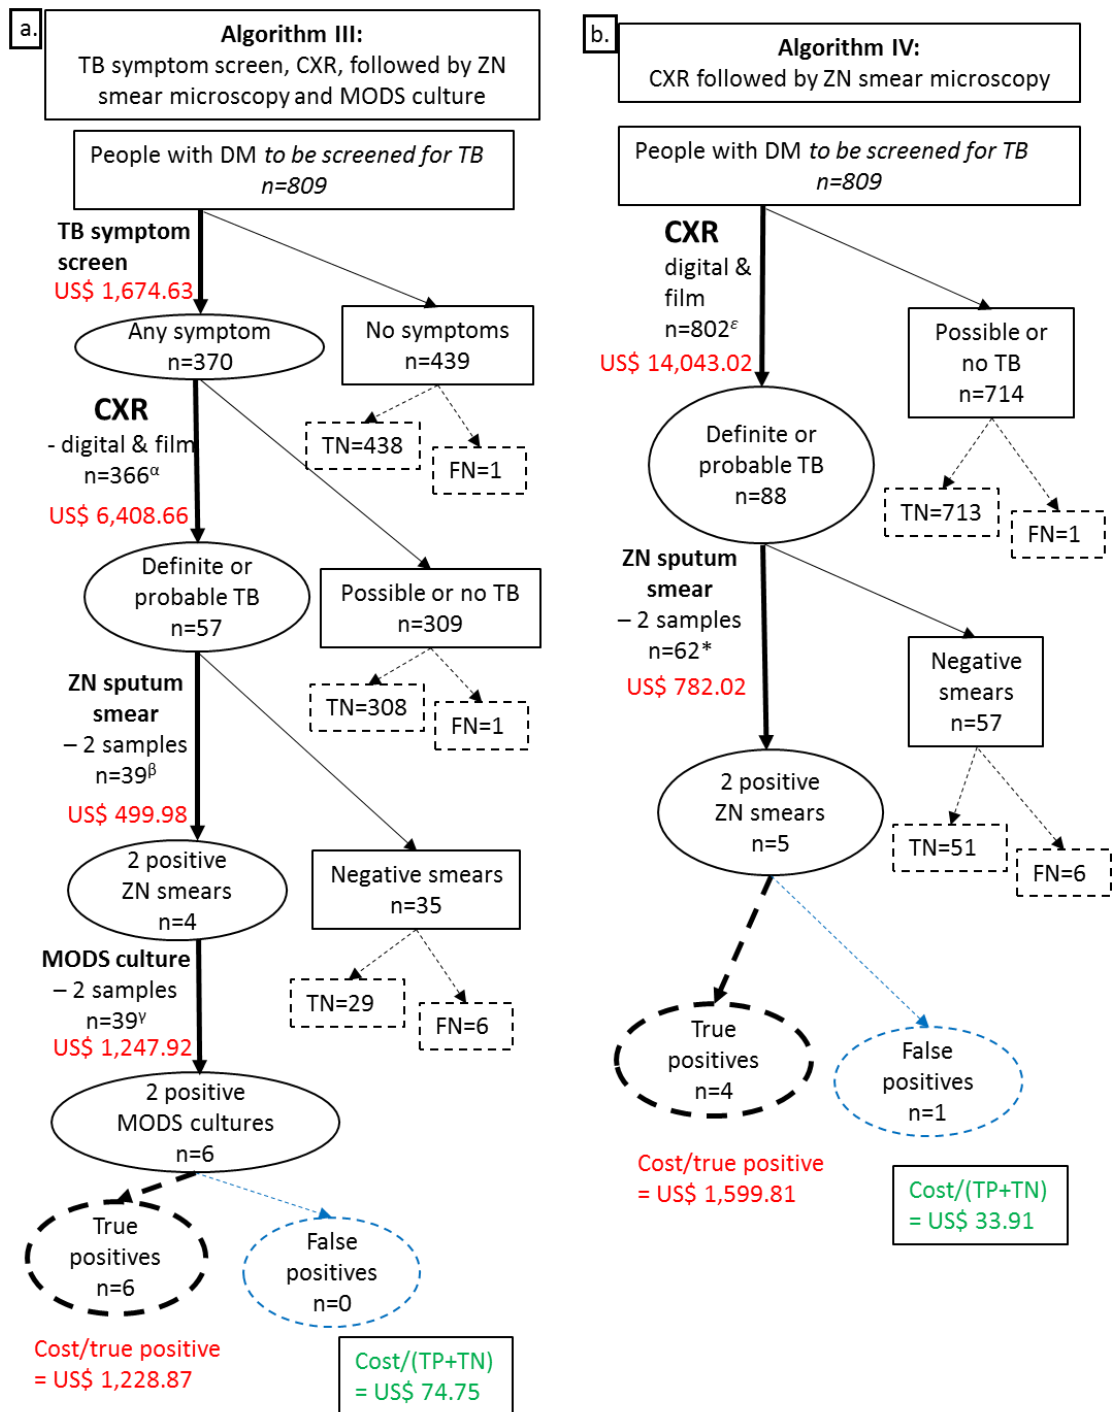 a.
Algorithm III:
TB symptom screen, CXR, followed by ZN
smear microscopy and MODS culture
People with DM to be screened for TB
n=809
TB symptom
screen
US$ 1,674.63
Any symptom
n=370
No symptoms
n=439
TN=438
FN=1
CXR
- digital & film
n=366α
US$ 6,408.66
Definite or
probable TB
n=57
Possible or no TB
n=309
TN=308
FN=1
ZN sputum
smear
– 2 samples
n=39β
US$ 499.98
2 positive
ZN smears
n=4
Negative smears
n=35
TN=29
FN=6
MODS culture
– 2 samples
n=39γ
US$ 1,247.92
2 positive
MODS cultures
n=6
True
positives
n=6
False
positives
n=0
Cost/true positive
= US$ 1,228.87
Cost/(TP+TN)
= US$ 74.75
b.
Algorithm IV:
CXR followed by ZN smear microscopy
People with DM to be screened for TB
n=809
CXR
digital &
film
n=802ε
US$ 14,043.02
Possible or
no TB
n=714
TN=713
FN=1
Definite or
probable TB
n=88
ZN sputum
smear
– 2 samples
n=62*
US$ 782.02
Negative
smears
n=57
TN=51
FN=6
2 positive
ZN smears
n=5
True
positives
n=4
False
positives
n=1
Cost/true positive
= US$ 1,599.81
Cost/(TP+TN)
= US$ 33.91